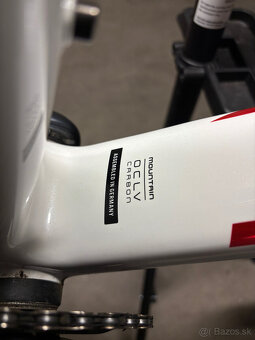 MOUNTAIN
OCLV
CARBON
ASSEMBLED IN GERMANY
Bazos.sk